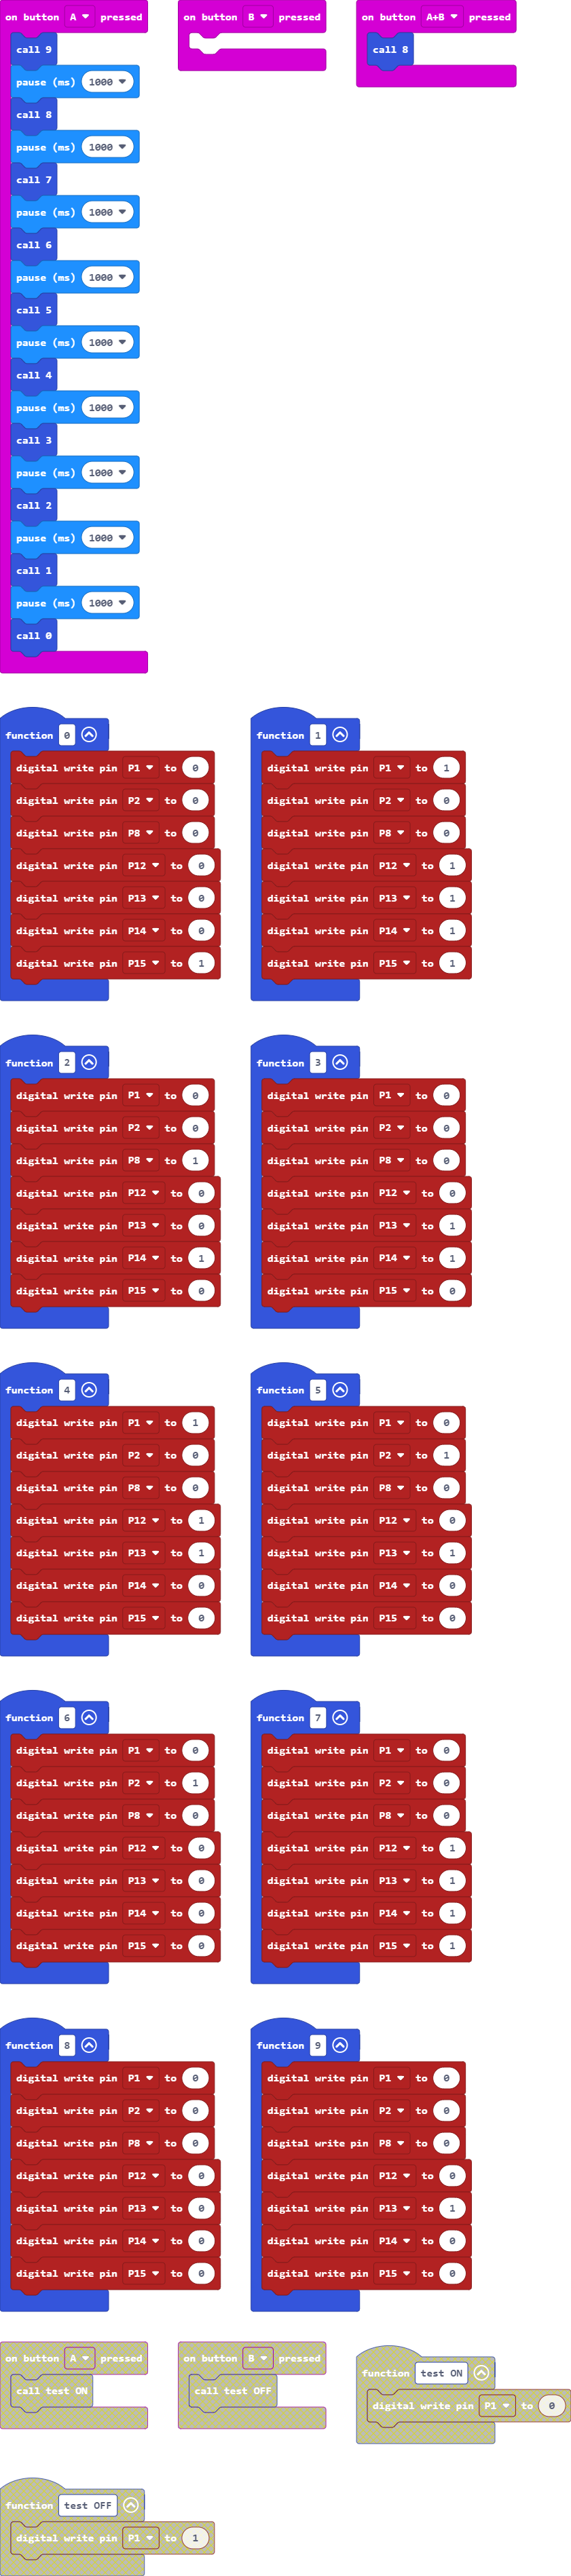 on button A pressed
call 9
pause (ms) 1000
call 8
pause (ms) 1000
call 7
pause (ms) 1000
call 6
pause (ms) 1000
call 5
pause (ms) 1000
call 4
pause (ms) 1000
call 3
pause (ms) 1000
call 2
pause (ms) 1000
call 1
pause (ms) 1000
call 0
on button B pressed
on button A+B pressed
call 8
function 0
digital write pin P1 to 0
digital write pin P2 to 0
digital write pin P8 to 0
digital write pin P12 to 0
digital write pin P13 to 0
digital write pin P14 to 0
digital write pin P15 to 1
function 1
digital write pin P1 to 1
digital write pin P2 to 0
digital write pin P8 to 0
digital write pin P12 to 1
digital write pin P13 to 1
digital write pin P14 to 1
digital write pin P15 to 1
function 2
digital write pin P1 to 0
digital write pin P2 to 0
digital write pin P8 to 1
digital write pin P12 to 0
digital write pin P13 to 0
digital write pin P14 to 1
digital write pin P15 to 0
function 3
digital write pin P1 to 0
digital write pin P2 to 0
digital write pin P8 to 0
digital write pin P12 to 0
digital write pin P13 to 1
digital write pin P14 to 1
digital write pin P15 to 0
function 4
digital write pin P1 to 1
digital write pin P2 to 0
digital write pin P8 to 0
digital write pin P12 to 1
digital write pin P13 to 1
digital write pin P14 to 0
digital write pin P15 to 0
function 5
digital write pin P1 to 0
digital write pin P2 to 1
digital write pin P8 to 0
digital write pin P12 to 0
digital write pin P13 to 1
digital write pin P14 to 0
digital write pin P15 to 0
function 6
digital write pin P1 to 0
digital write pin P2 to 1
digital write pin P8 to 0
digital write pin P12 to 0
digital write pin P13 to 0
digital write pin P14 to 0
digital write pin P15 to 0
function 7
digital write pin P1 to 0
digital write pin P2 to 0
digital write pin P8 to 0
digital write pin P12 to 1
digital write pin P13 to 1
digital write pin P14 to 1
digital write pin P15 to 1
function 8
digital write pin P1 to 0
digital write pin P2 to 0
digital write pin P8 to 0
digital write pin P12 to 0
digital write pin P13 to 0
digital write pin P14 to 0
digital write pin P15 to 0
function 9
digital write pin P1 to 0
digital write pin P2 to 0
digital write pin P8 to 0
digital write pin P12 to 0
digital write pin P13 to 1
digital write pin P14 to 0
digital write pin P15 to 0
on button A pressed
call test ON
on button B pressed
call test OFF
function test ON
digital write pin P1 to 0
function test OFF
digital write pin P1 to 1